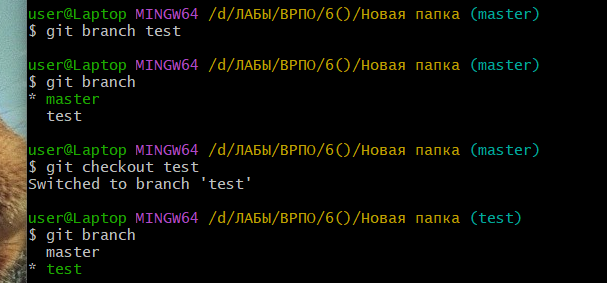 user@Laptop MINGW64 /d/ЛАБЫ/ВРПО/6()/Новая папка (master)
$ git branch test
user@Laptop MINGW64 /d/ЛАБЫ/ВРПО/6()/Новая папка (master)
$ git branch
* master
  test
user@Laptop MINGW64 /d/ЛАБЫ/ВРПО/6()/Новая папка (master)
$ git checkout test
Switched to branch 'test'
user@Laptop MINGW64 /d/ЛАБЫ/ВРПО/6()/Новая папка (test)
$ git branch
  master
* test